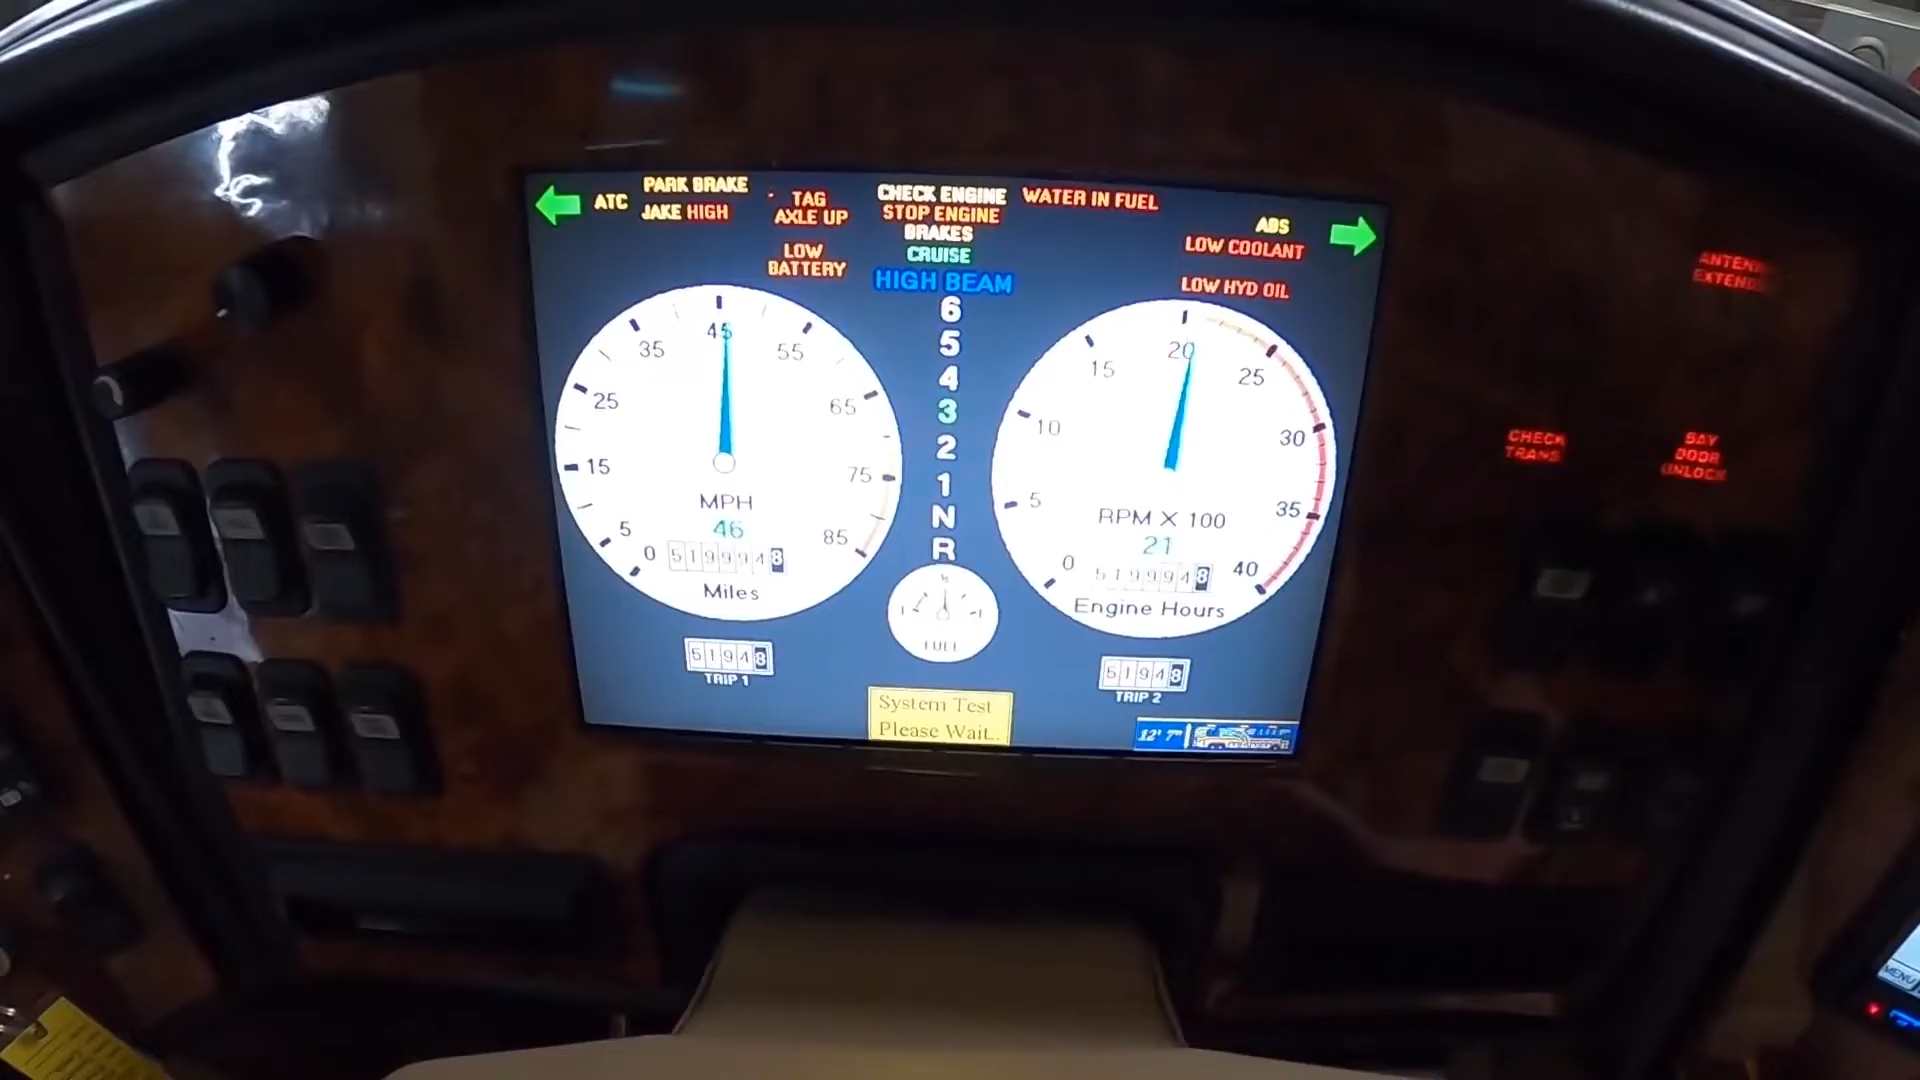 PARK BRAKE
ATC
JAKE HIGH
TAG
AXLE UP
LOW
BATTERY
CHECK ENGINE
STOP ENGINE
BRAKES
CRUISE
HIGH BEAM
WATER IN FUEL
ABS
LOW COOLANT
LOW HYD OIL
0
5
15
25
35
45
55
65
75
85
MPH
46
5199948
Miles
6
5
4
3
2
1
N
R
FUEL
0
5
10
15
20
25
30
35
40
RPM X 100
21
5199948
Engine Hours
51948
TRIP 1
51948
TRIP 2
System Test
Please Wait..
12' 7"
EXTEND
CHECK
TRANS
BAY
DOOR
UNLOCK
MENU